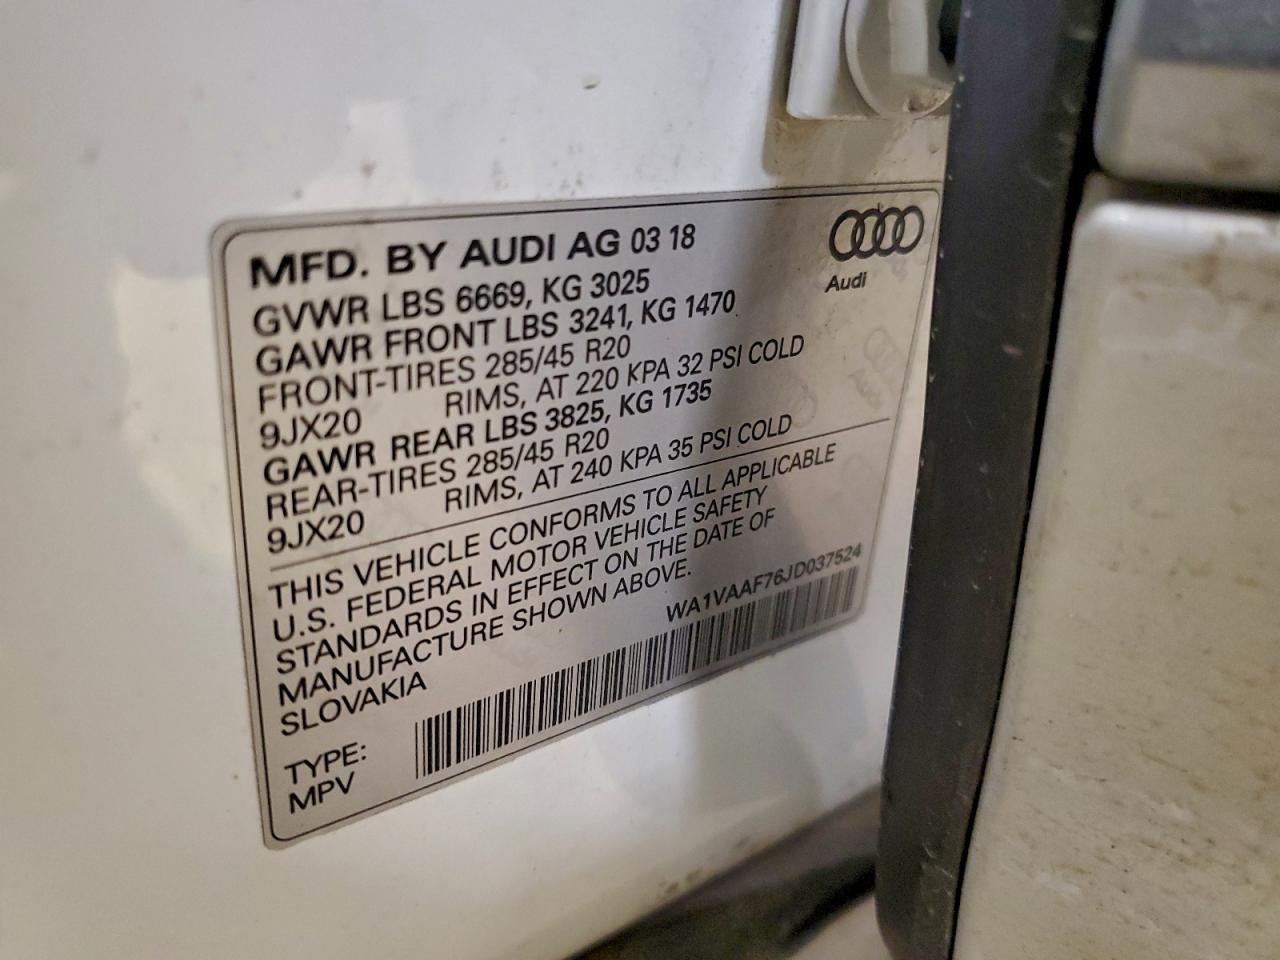 MFD. BY AUDI AG 03 18
Audi
GVWR LBS 6669, KG 3025
GAWR FRONT LBS 3241, KG 1470
FRONT-TIRES 285/45 R20
9JX20 RIMS, AT 220 KPA 32 PSI COLD
GAWR REAR LBS 3825, KG 1735
REAR-TIRES 285/45 R20
9JX20 RIMS, AT 240 KPA 35 PSI COLD
THIS VEHICLE CONFORMS TO ALL APPLICABLE
U.S. FEDERAL MOTOR VEHICLE SAFETY
STANDARDS IN EFFECT ON THE DATE OF
MANUFACTURE SHOWN ABOVE.
SLOVAKIA
WA1VAAF76JD037524
TYPE:
MPV